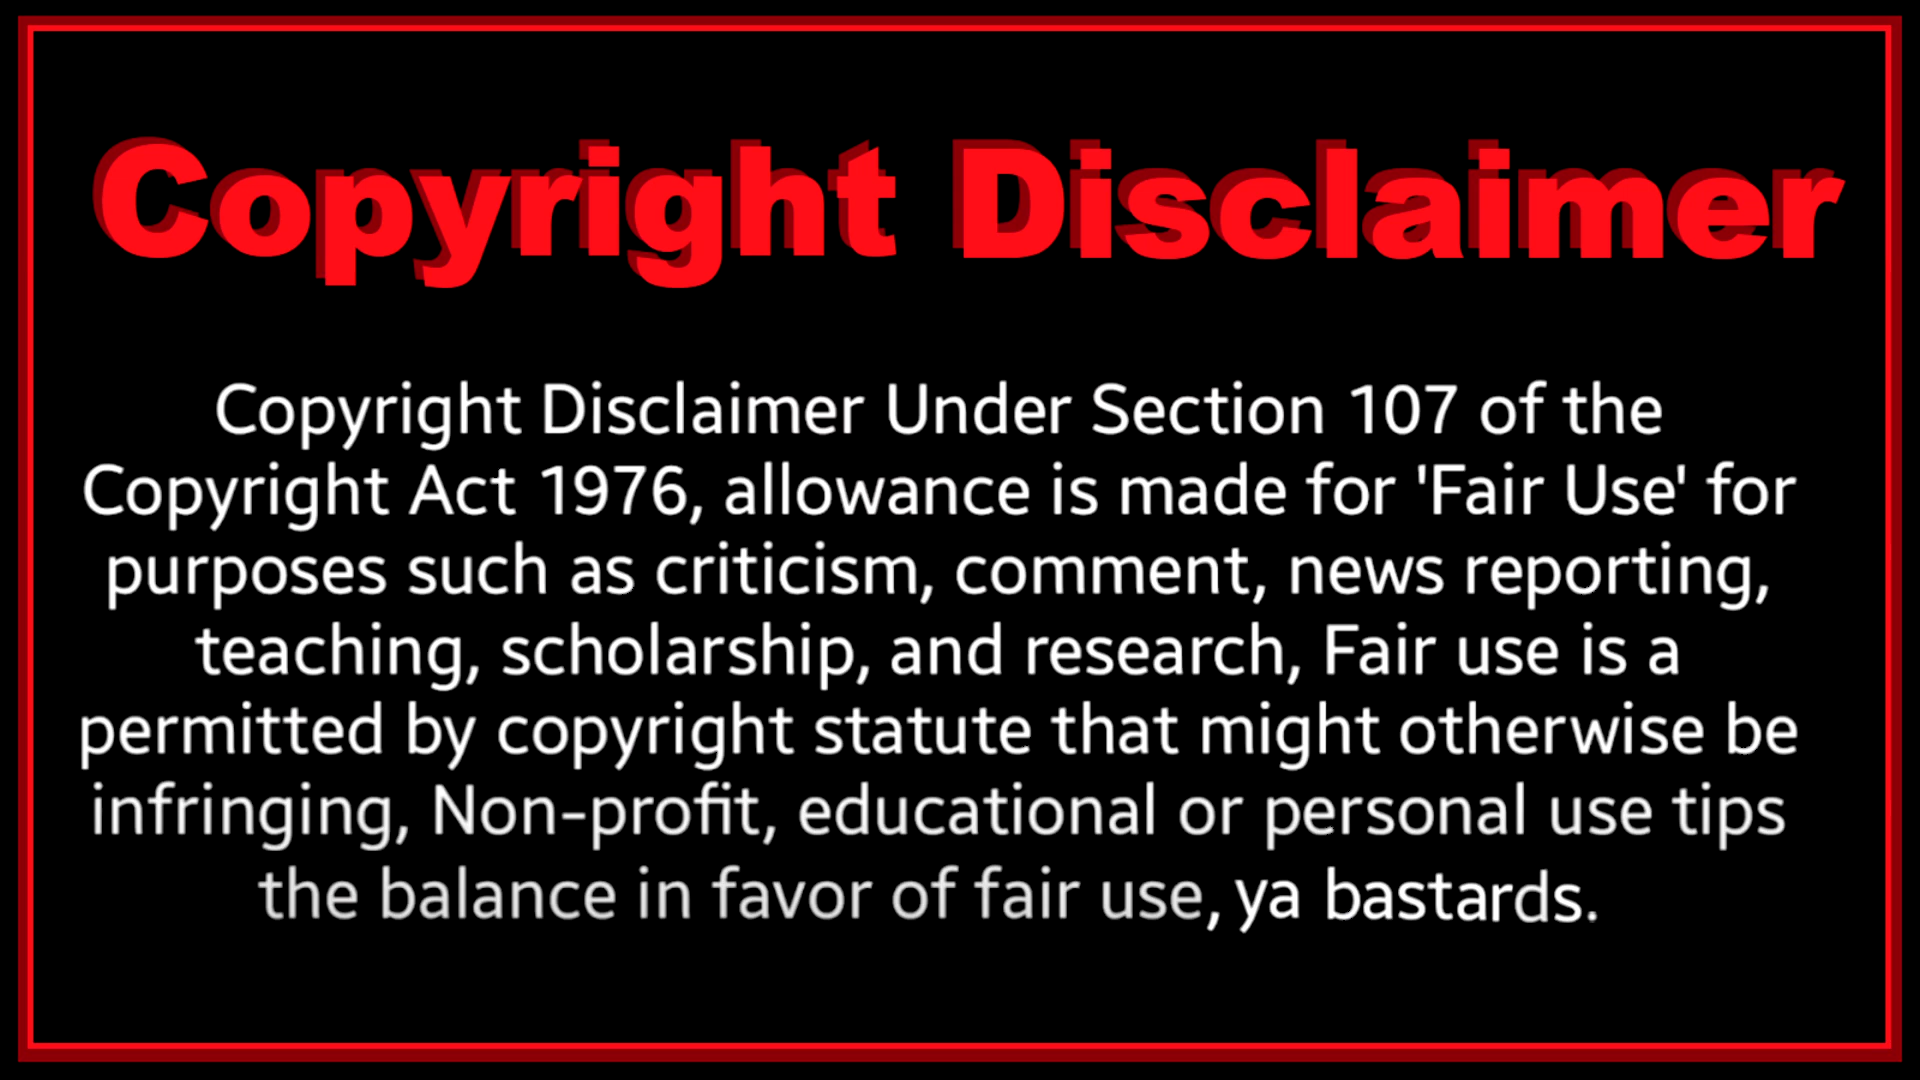 Copyright Disclaimer
Copyright Disclaimer Under Section 107 of the
Copyright Act 1976, allowance is made for 'Fair Use' for
purposes such as criticism, comment, news reporting,
teaching, scholarship, and research, Fair use is a
permitted by copyright statute that might otherwise be
infringing, Non-profit, educational or personal use tips
the balance in favor of fair use, ya bastards.